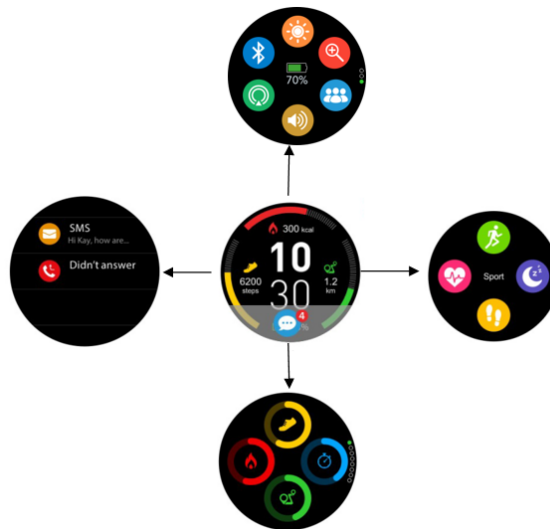 70%
SMS
Hi Kay, how are...
Didn't answer
300 kcal
10
6200
steps
1.2
km
30
4
Sport
zz